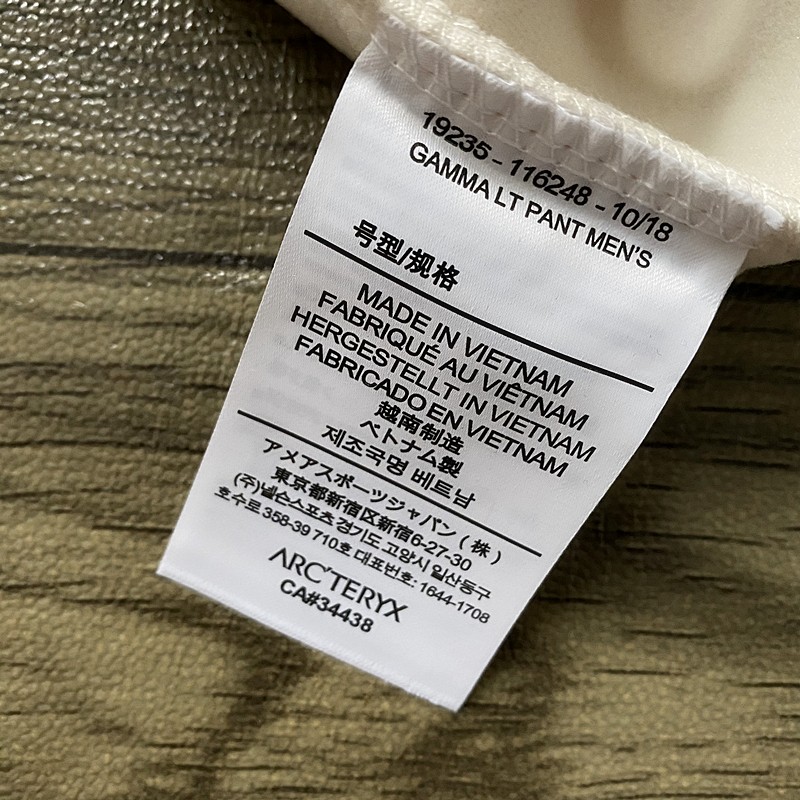 19235 - 116248 - 10/18
GAMMA LT PANT MEN'S
号型/规格
MADE IN VIETNAM
FABRIQUÉ AU VIÊTNAM
HERGESTELLT IN VIETNAM
FABRICADO EN VIETNAM
越南制造
ベトナム製
제조국명 베트남
アメアスポーツジャパン (株)
東京都新宿区新宿6-27-30
(주)넬슨스포츠 경기도 고양시 일산동구
호수로 358-39 710호 대표번호: 1644-1708
ARC'TERYX
CA#34438